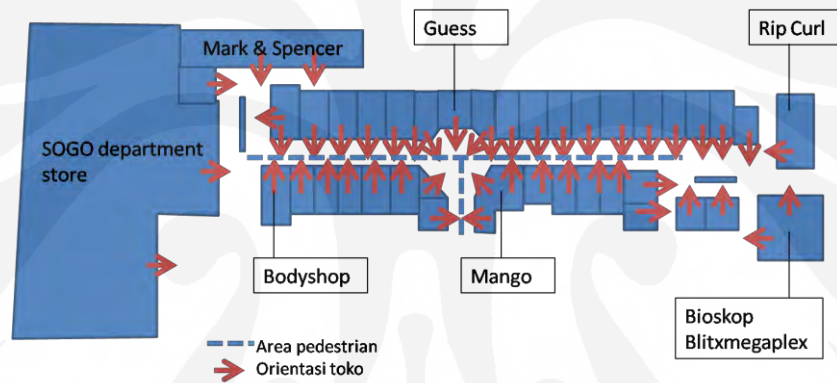 Guess
Rip Curl
Mark & Spencer
SOGO department
store
Bodyshop
Mango
Bioskop
Blitxmegaplex
Area pedestrian
Orientasi toko